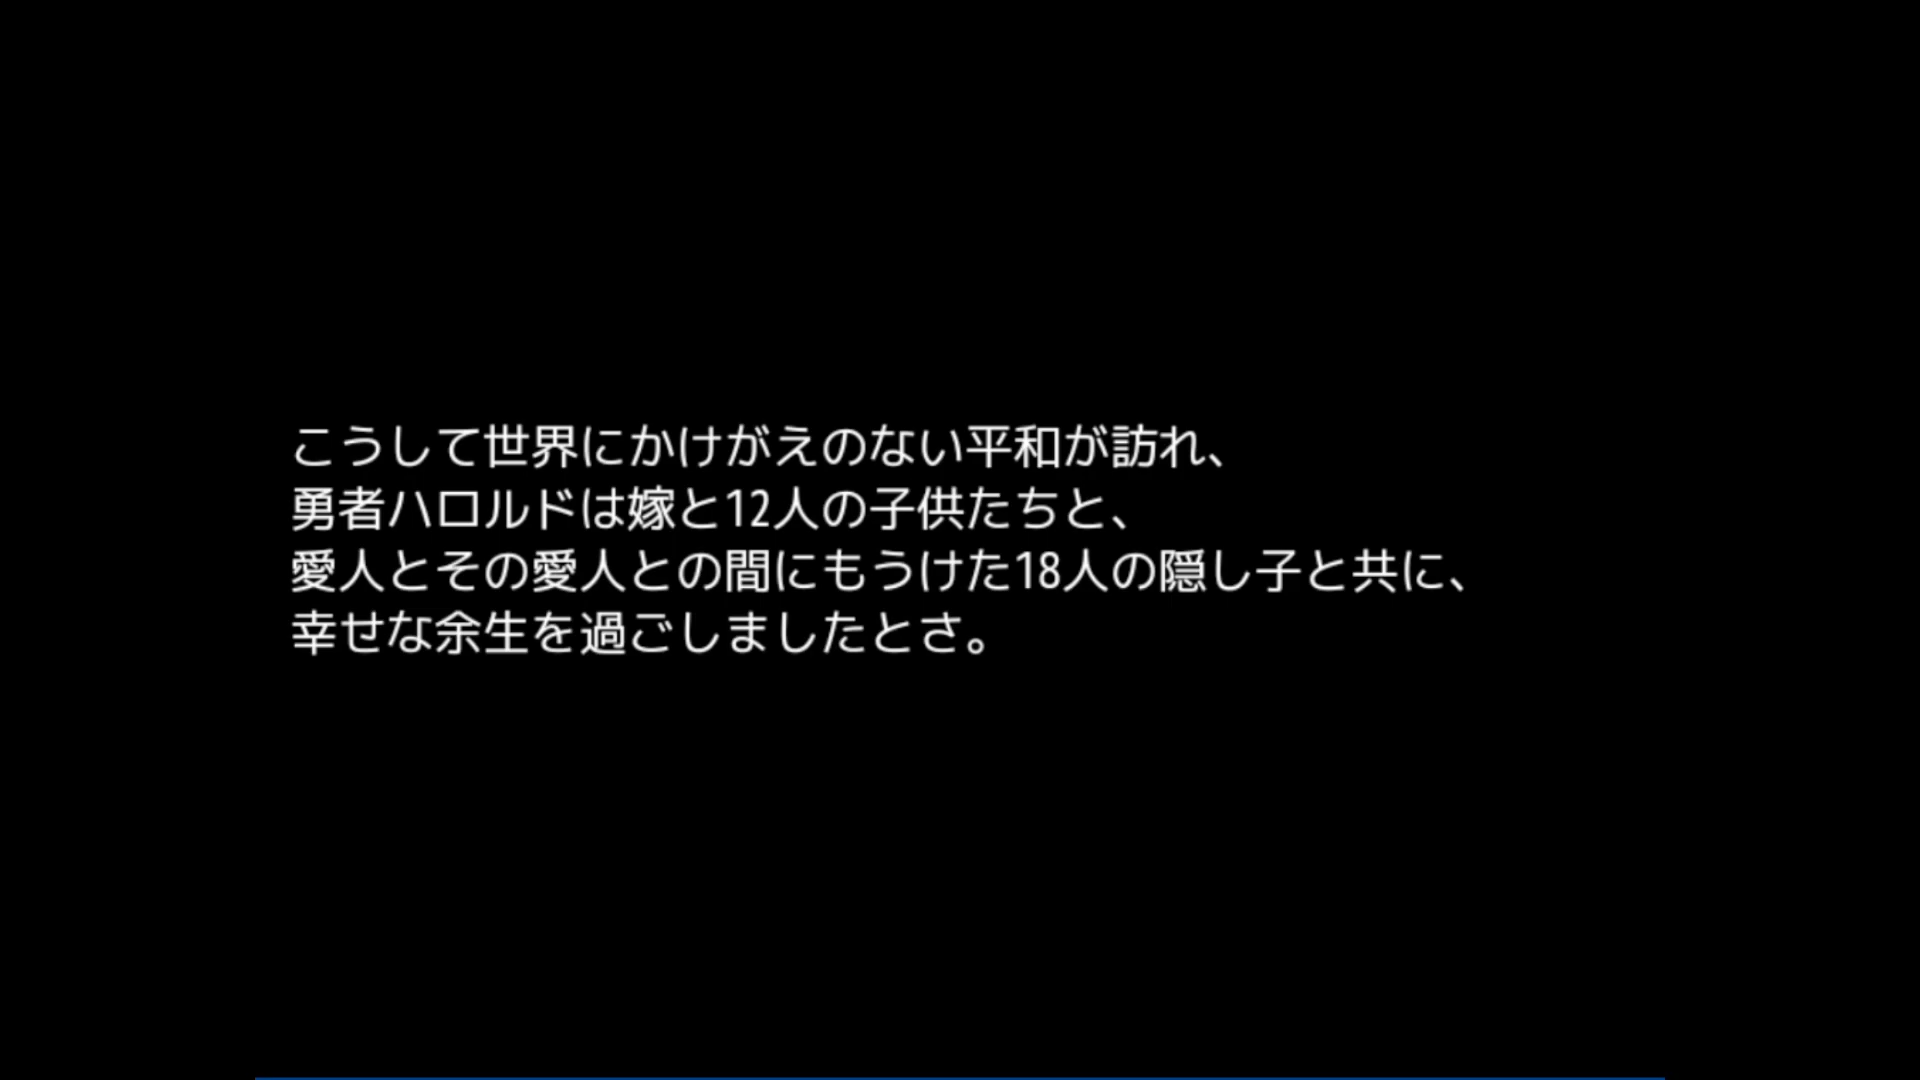 こうして世界にかけがえのない平和が訪れ、
勇者ハロルドは嫁と12人の子供たちと、
愛人とその愛人との間にもうけた18人の隠し子と共に、
幸せな余生を過ごしましたとさ。